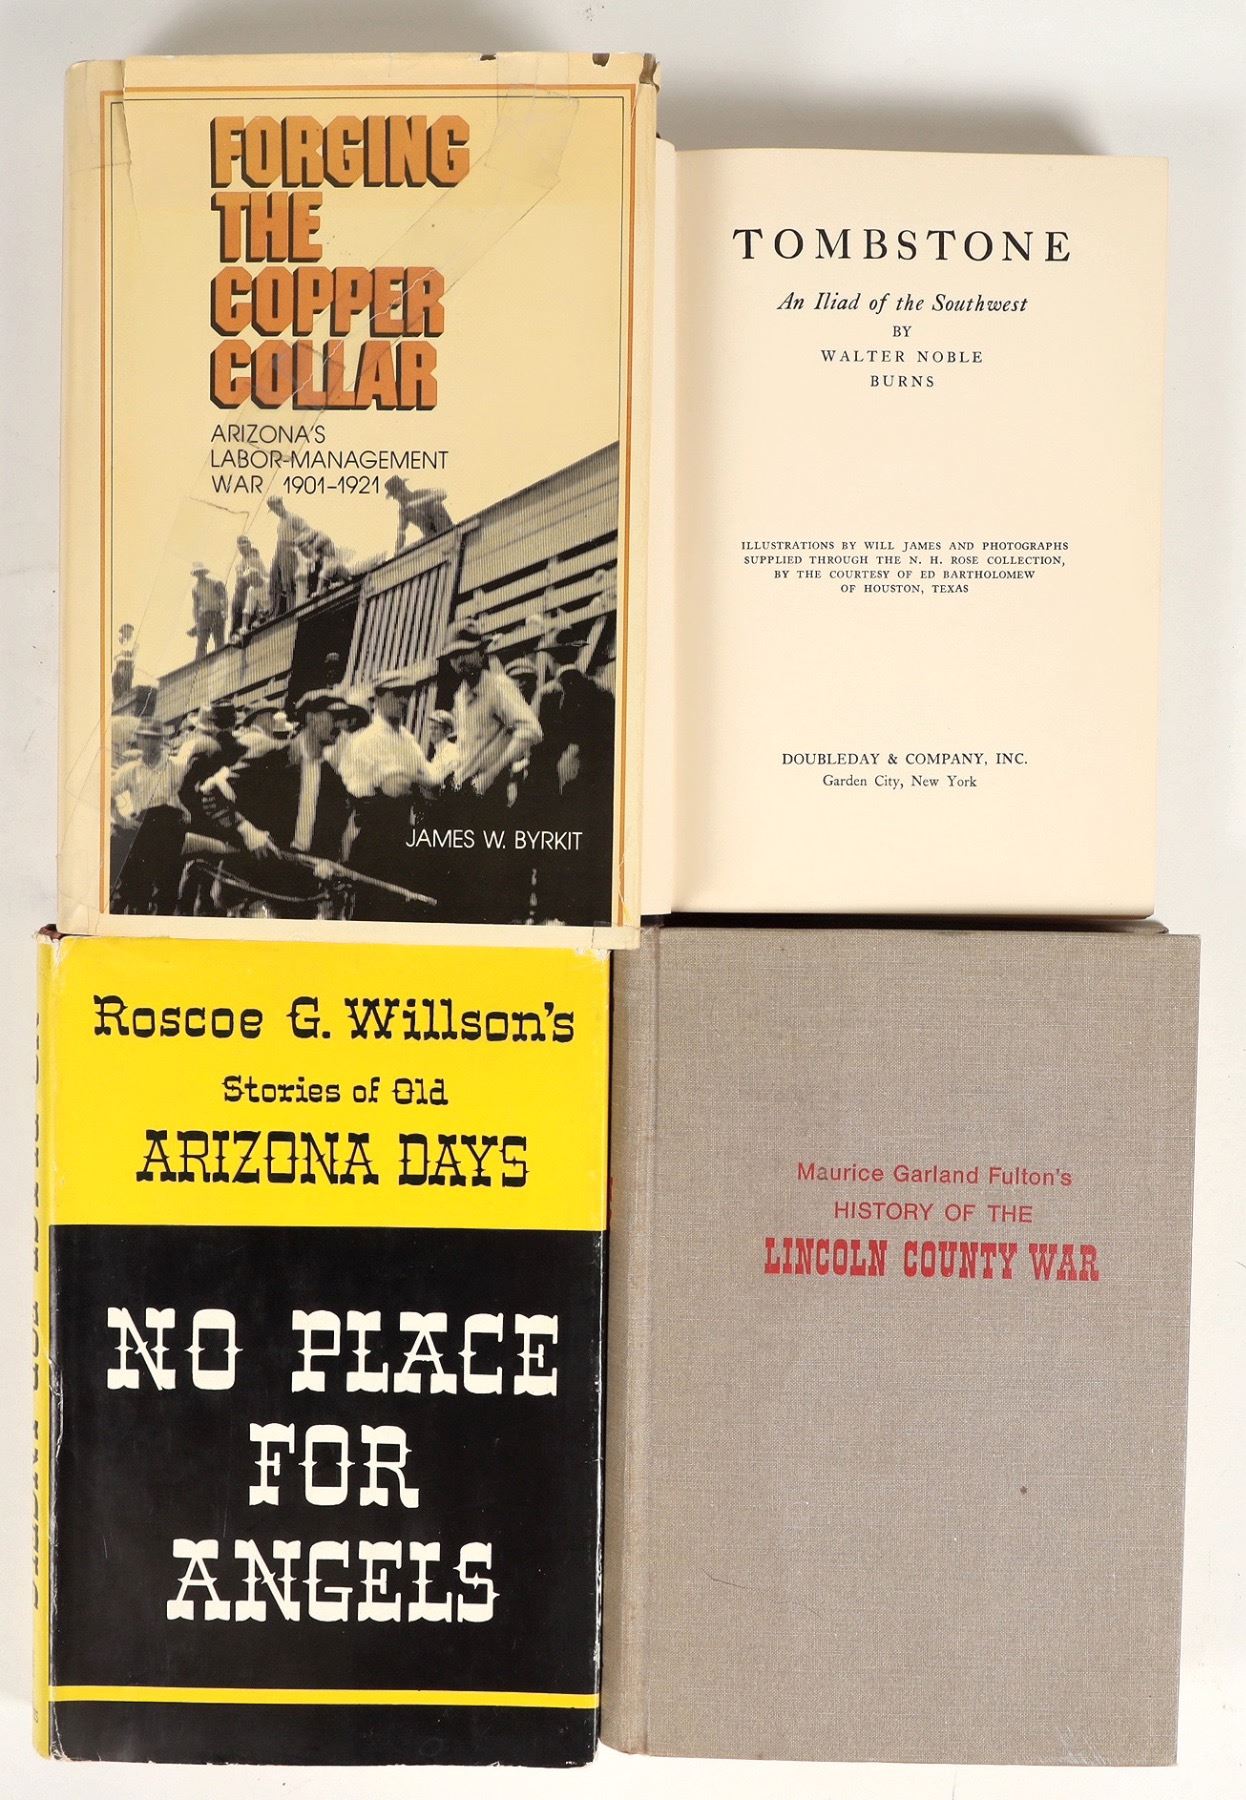 FORGING
THE
COPPER
COLLAR
ARIZONA'S
LABOR-MANAGEMENT
WAR 1901-1921
JAMES W. BYRKIT
TOMBSTONE
An Iliad of the Southwest
BY
WALTER NOBLE
BURNS
ILLUSTRATIONS BY WILL JAMES AND PHOTOGRAPHS
SUPPLIED THROUGH THE N. H. ROSE COLLECTION,
BY THE COURTESY OF ED BARTHOLOMEW
OF HOUSTON, TEXAS
DOUBLEDAY & COMPANY, INC.
Garden City, New York
Roscoe G. Willson's
Stories of Old
ARIZONA DAYS
NO PLACE
FOR
ANGELS
Maurice Garland Fulton's
HISTORY OF THE
LINCOLN COUNTY WAR